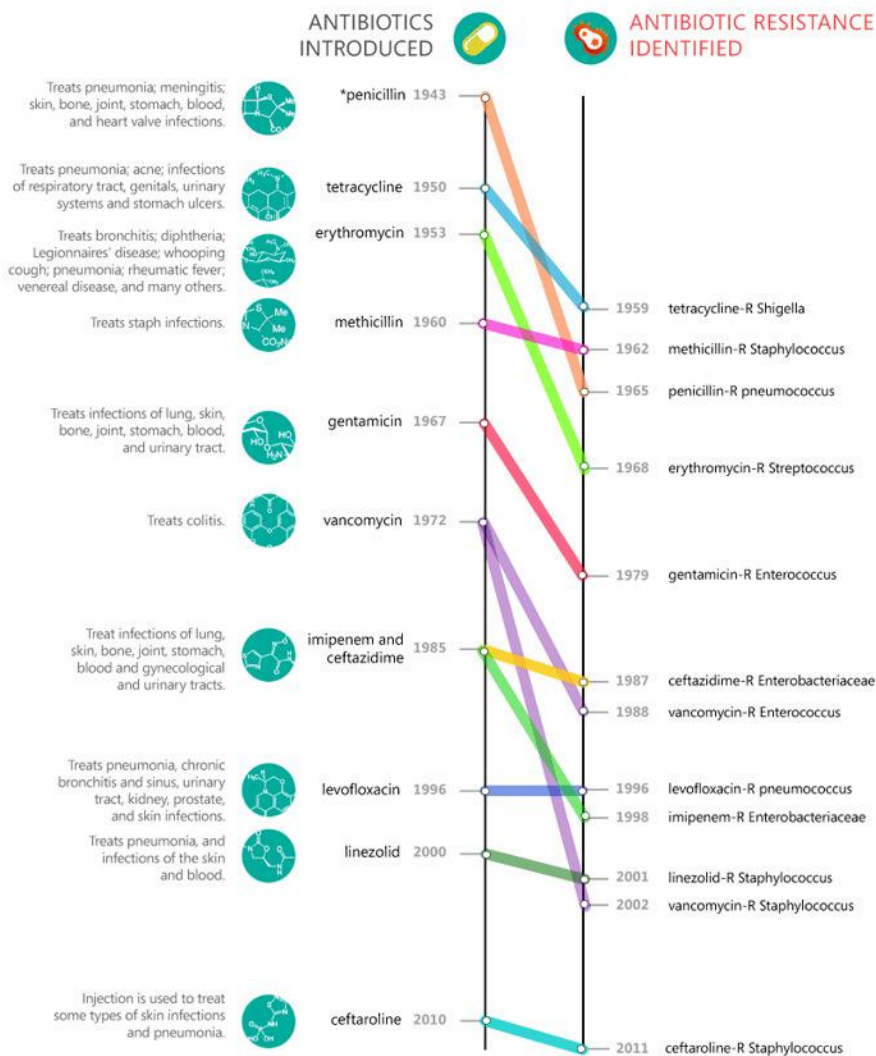 ANTIBIOTICS
INTRODUCED
ANTIBIOTIC RESISTANCE
IDENTIFIED
Treats pneumonia; meningitis;
skin, bone, joint, stomach, blood,
and heart valve infections.
*penicillin 1943
Treats pneumonia; acne; infections
of respiratory tract, genitals, urinary
systems and stomach ulcers.
tetracycline 1950
Treats bronchitis; diphtheria;
Legionnaires' disease; whooping
cough; pneumonia; rheumatic fever;
venereal disease, and many others.
erythromycin 1953
1959 tetracycline-R Shigella
Treats staph infections.
Me
Me
CO₂N
methicillin 1960
1962 methicillin-R Staphylococcus
1965 penicillin-R pneumococcus
Treats infections of lung, skin,
bone, joint, stomach, blood,
and urinary tract.
HO
HO
H₂N
gentamicin 1967
1968 erythromycin-R Streptococcus
Treats colitis.
vancomycin 1972
1979 gentamicin-R Enterococcus
Treat infections of lung,
skin, bone, joint, stomach,
blood and gynecological
and urinary tracts.
imipenem and
ceftazidime 1985
1987 ceftazidime-R Enterobacteriaceae
1988 vancomycin-R Enterococcus
Treats pneumonia, chronic
bronchitis and sinus, urinary
tract, kidney, prostate,
and skin infections.
levofloxacin 1996
1996 levofloxacin-R pneumococcus
1998 imipenem-R Enterobacteriaceae
Treats pneumonia, and
infections of the skin
and blood.
linezolid 2000
2001 linezolid-R Staphylococcus
2002 vancomycin-R Staphylococcus
Injection is used to treat
some types of skin infections
and pneumonia.
ceftaroline 2010
2011 ceftaroline-R Staphylococcus